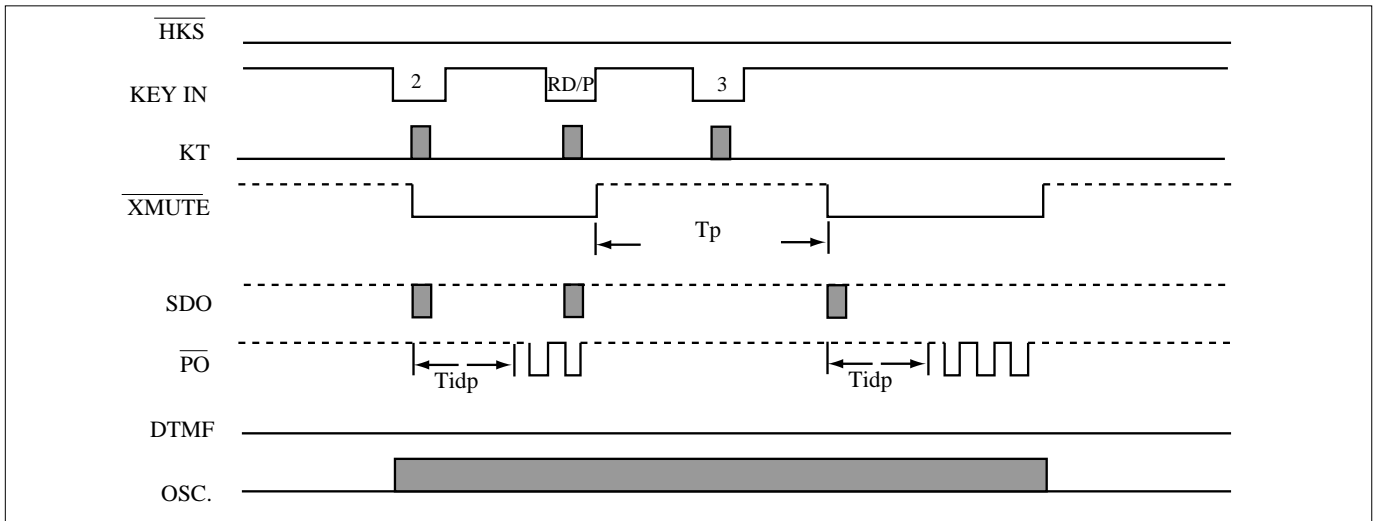 HKS
KEY IN
2
RD/P
3
KT
XMUTE
Tp
SDO
PO
Tidp
Tidp
DTMF
OSC.